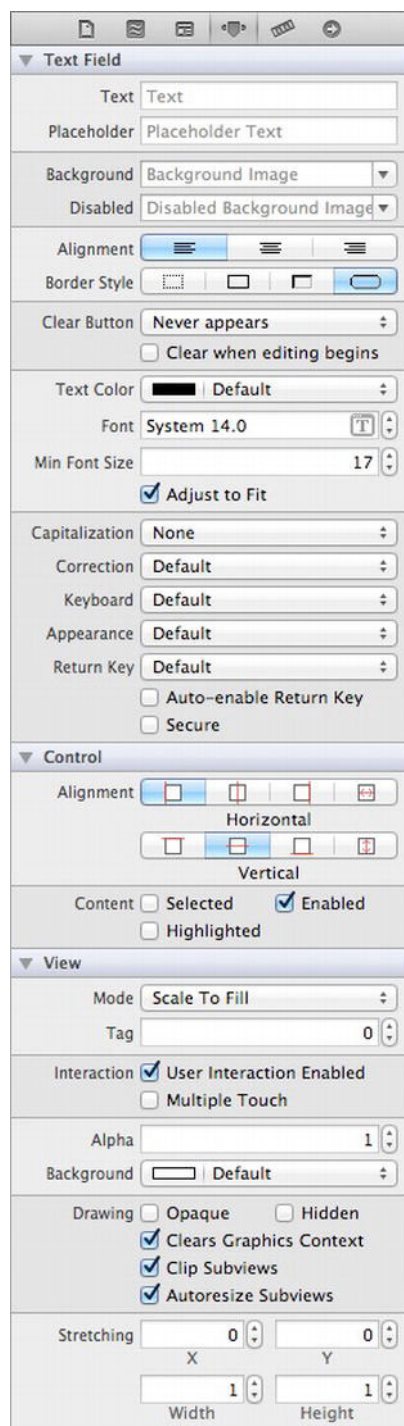 Text Field
Text Text
Placeholder Placeholder Text
Background Background Image
Disabled Disabled Background Image
Alignment
Border Style
Clear Button Never appears
Clear when editing begins
Text Color Default
Font System 14.0 T
Min Font Size 17
Adjust to Fit
Capitalization None
Correction Default
Keyboard Default
Appearance Default
Return Key Default
Auto-enable Return Key
Secure
Control
Alignment
Horizontal
Vertical
Content Selected Enabled
Highlighted
View
Mode Scale To Fill
Tag 0
Interaction User Interaction Enabled
Multiple Touch
Alpha 1
Background Default
Drawing Opaque Hidden
Clears Graphics Context
Clip Subviews
Autoresize Subviews
Stretching 0 0
X Y
1 1
Width Height